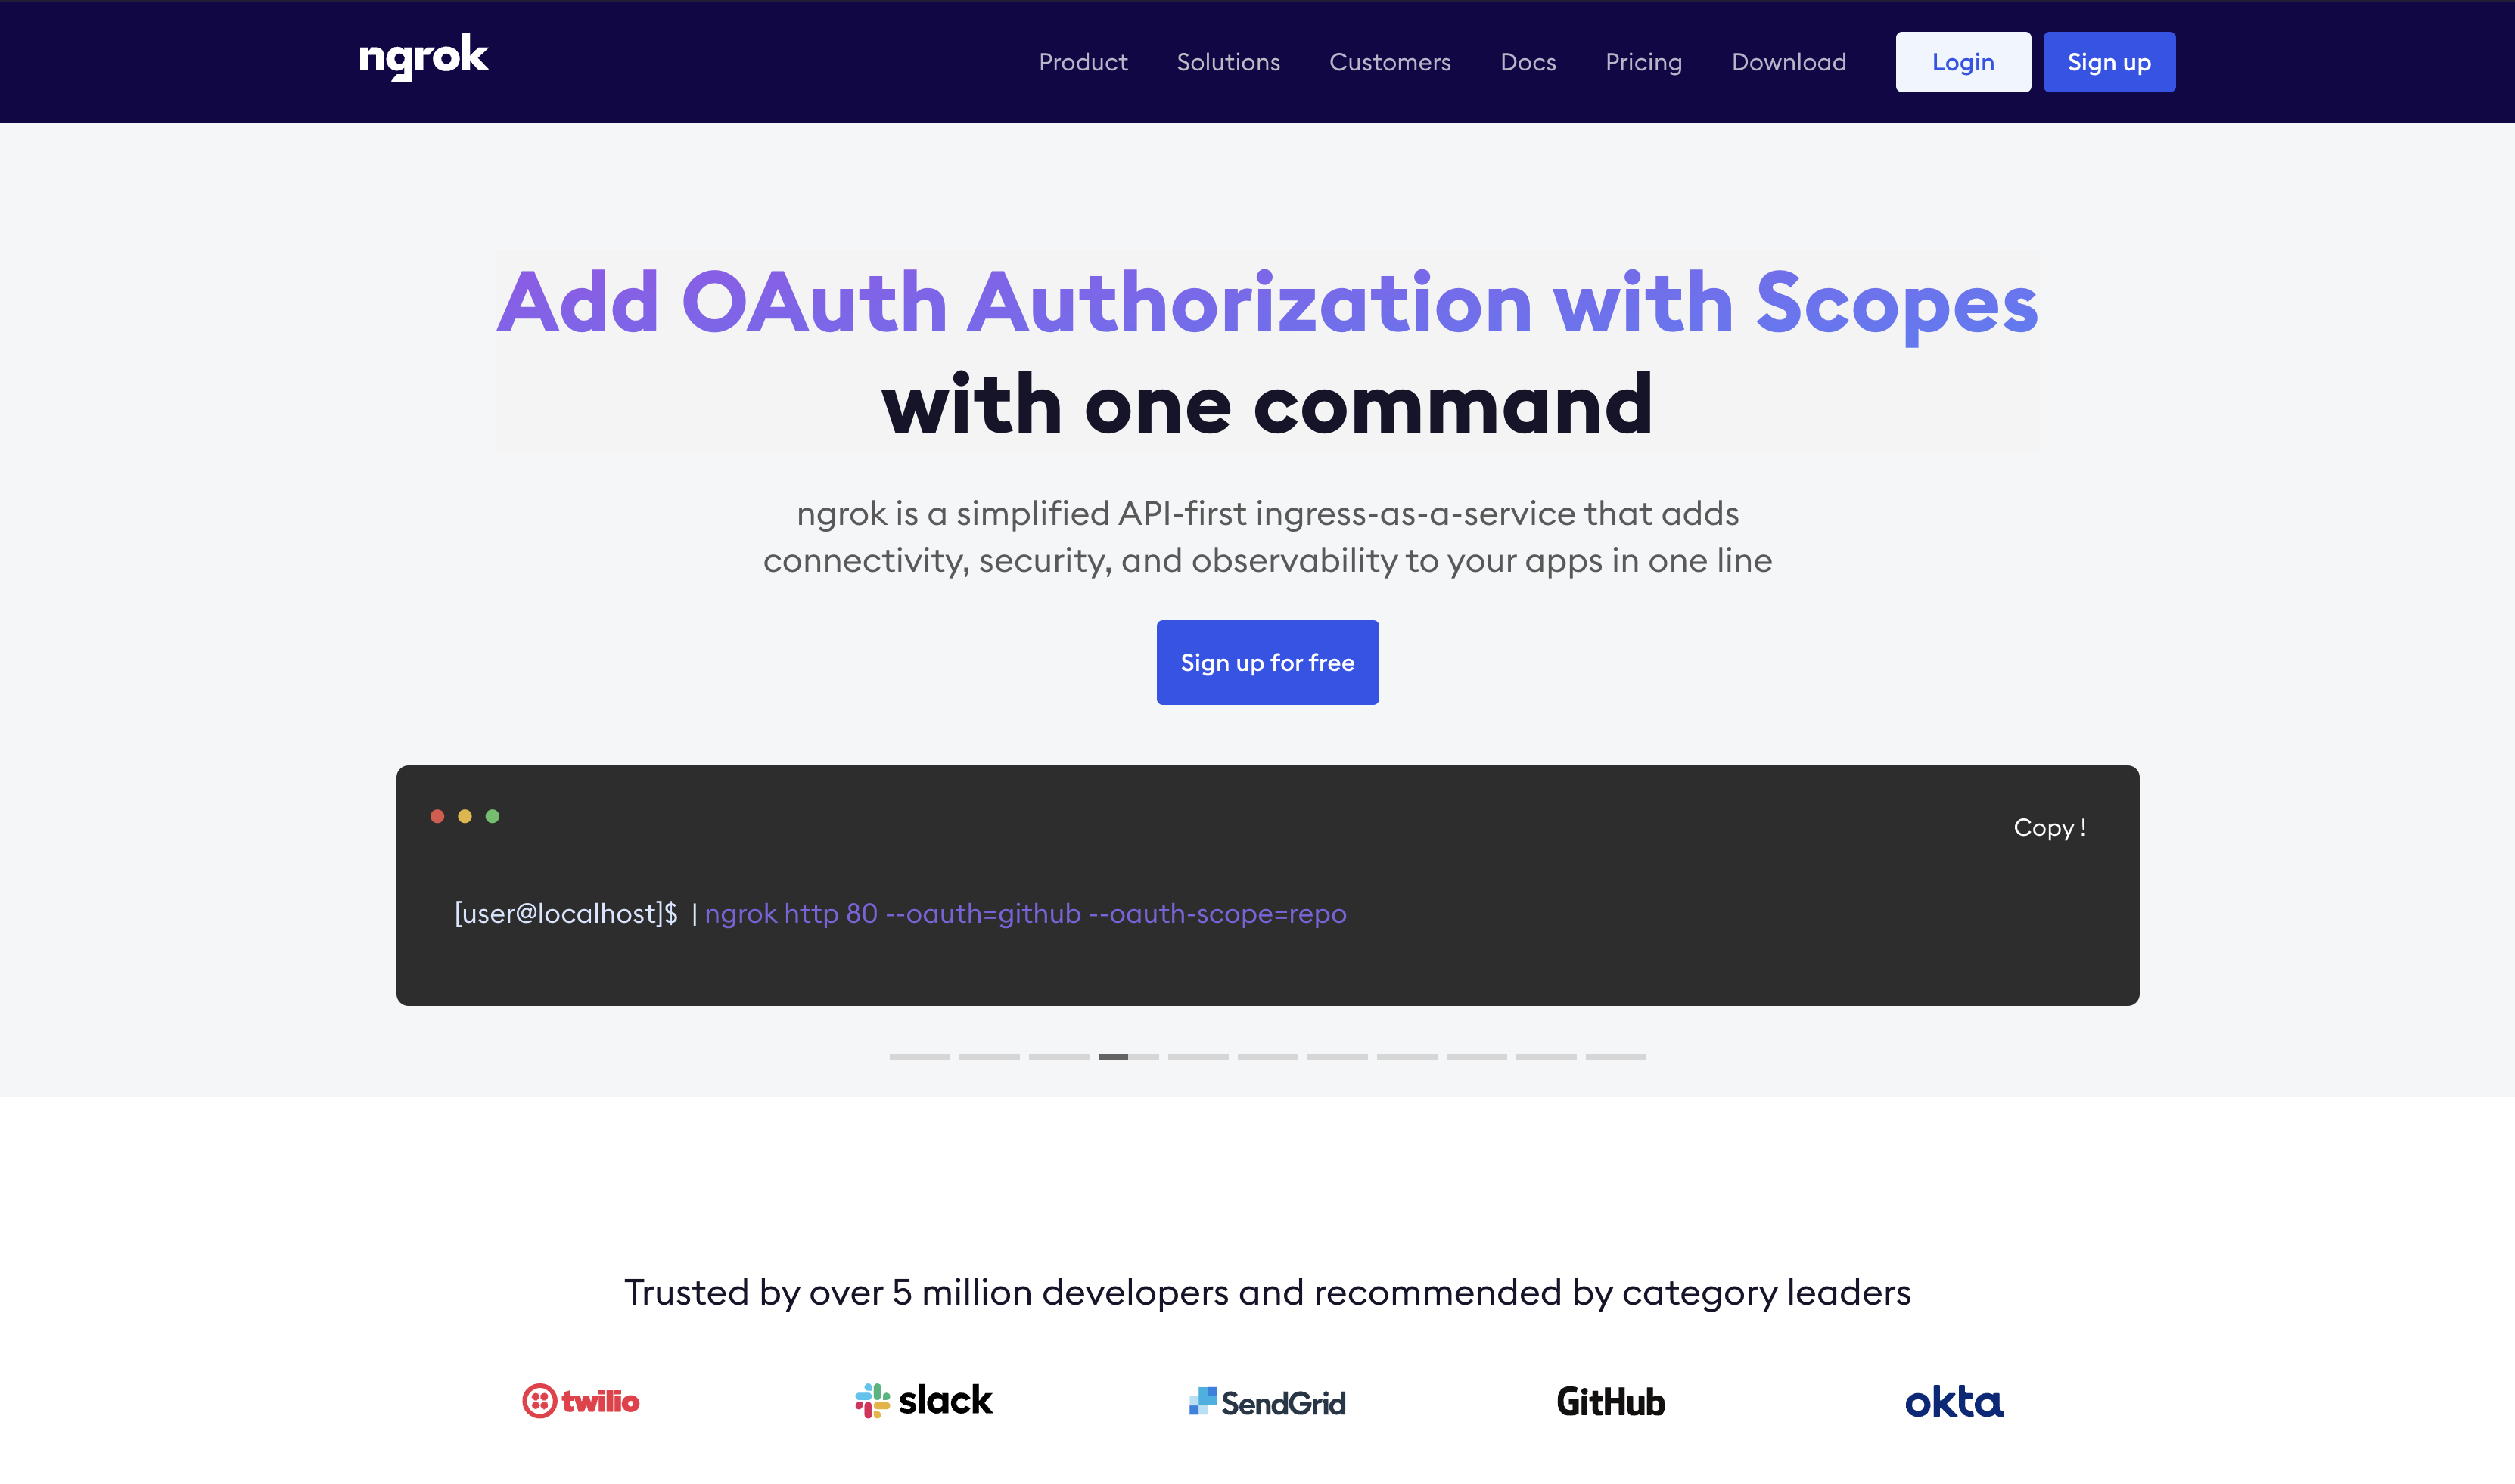 ngrok
Product Solutions Customers Docs Pricing Download Login Sign up
Add OAuth Authorization with Scopes
with one command
ngrok is a simplified API-first ingress-as-a-service that adds
connectivity, security, and observability to your apps in one line
Sign up for free
Copy !
[user@localhost]$ | ngrok http 80 --oauth=github --oauth-scope=repo
Trusted by over 5 million developers and recommended by category leaders
twilio slack SendGrid GitHub okta